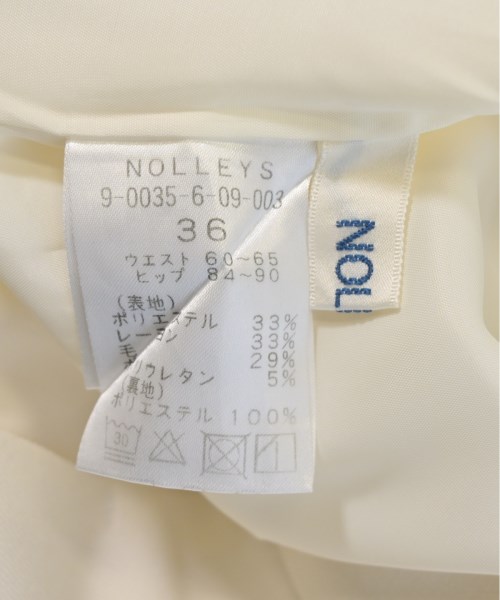 NOLLEYS
9-0035-6-09-003
36
ウエスト 60~65
ヒップ 84~90
(表地)
ポリエステル 33%
レーヨン 33%
毛 29%
ポリウレタン 5%
(裏地)
ポリエステル 100%
30
NOL